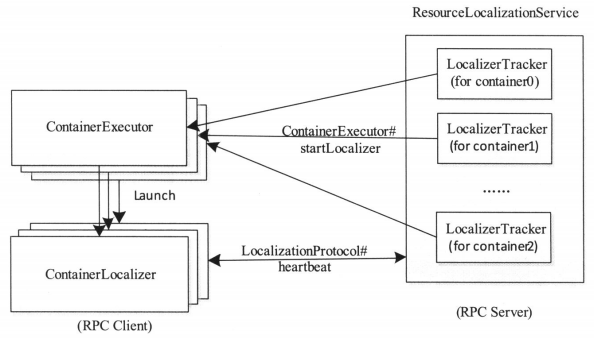 ResourceLocalizationService
LocalizerTracker
(for container0)
ContainerExecutor
ContainerExecutor#
startLocalizer
LocalizerTracker
(for container1)
......
Launch
LocalizerTracker
(for container2)
LocalizationProtocol#
heartbeat
ContainerLocalizer
(RPC Client)
(RPC Server)